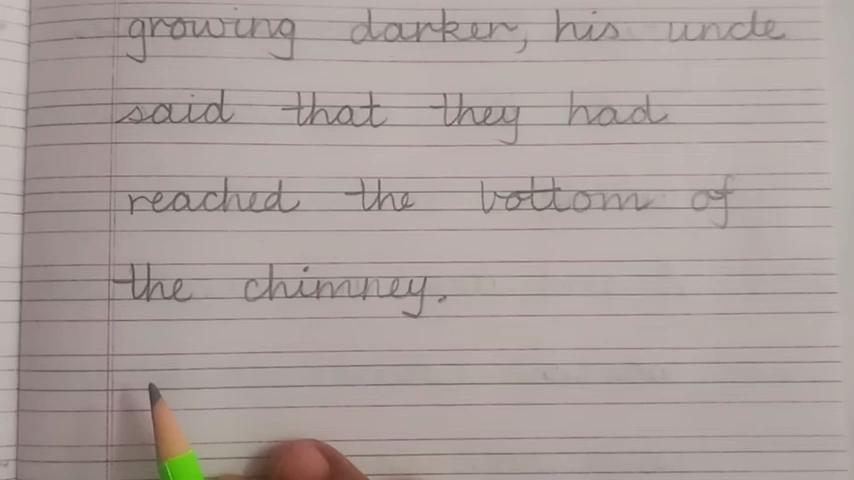 growing darker, his uncle
said that they had
reached the bottom of
the chimney.